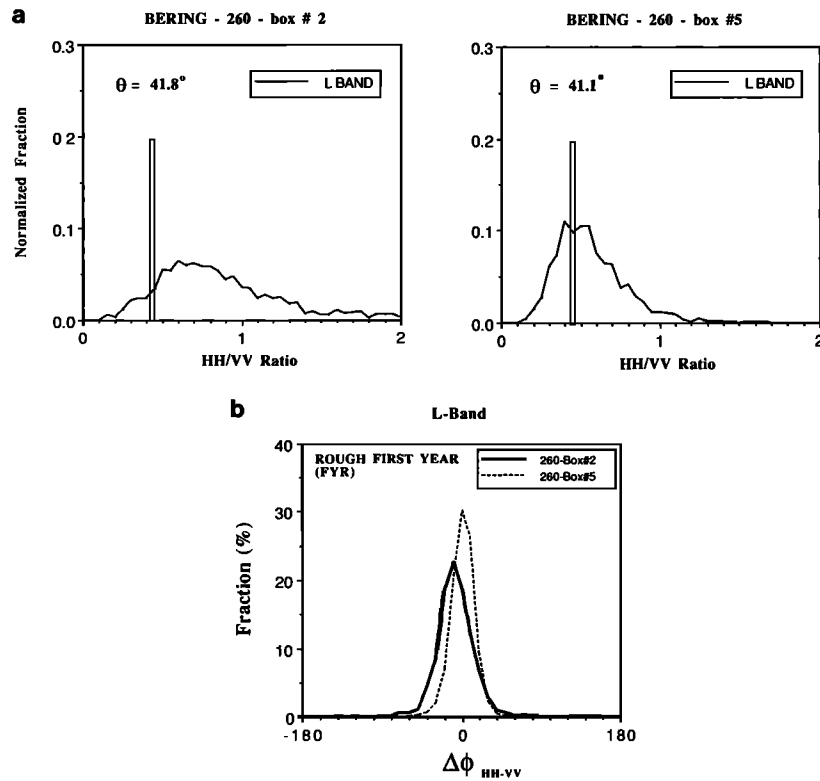 a
BERING - 260 - box # 2
BERING - 260 - box #5
0.3
θ = 41.8°
L BAND
0 2
0.1
0.0
Normalized Fraction
0
1
2
HH/VV Ratio
0.3
θ = 41.1°
L BAND
0.2
0.1
0.0
0
1
2
HH/VV Ratio
b
L-Band
40
ROUGH FIRST YEAR
(FYR)
260-Box#2
260-Box#5
30
20
10
0
Fraction (%)
-180
0
180
Δϕ HH-VV